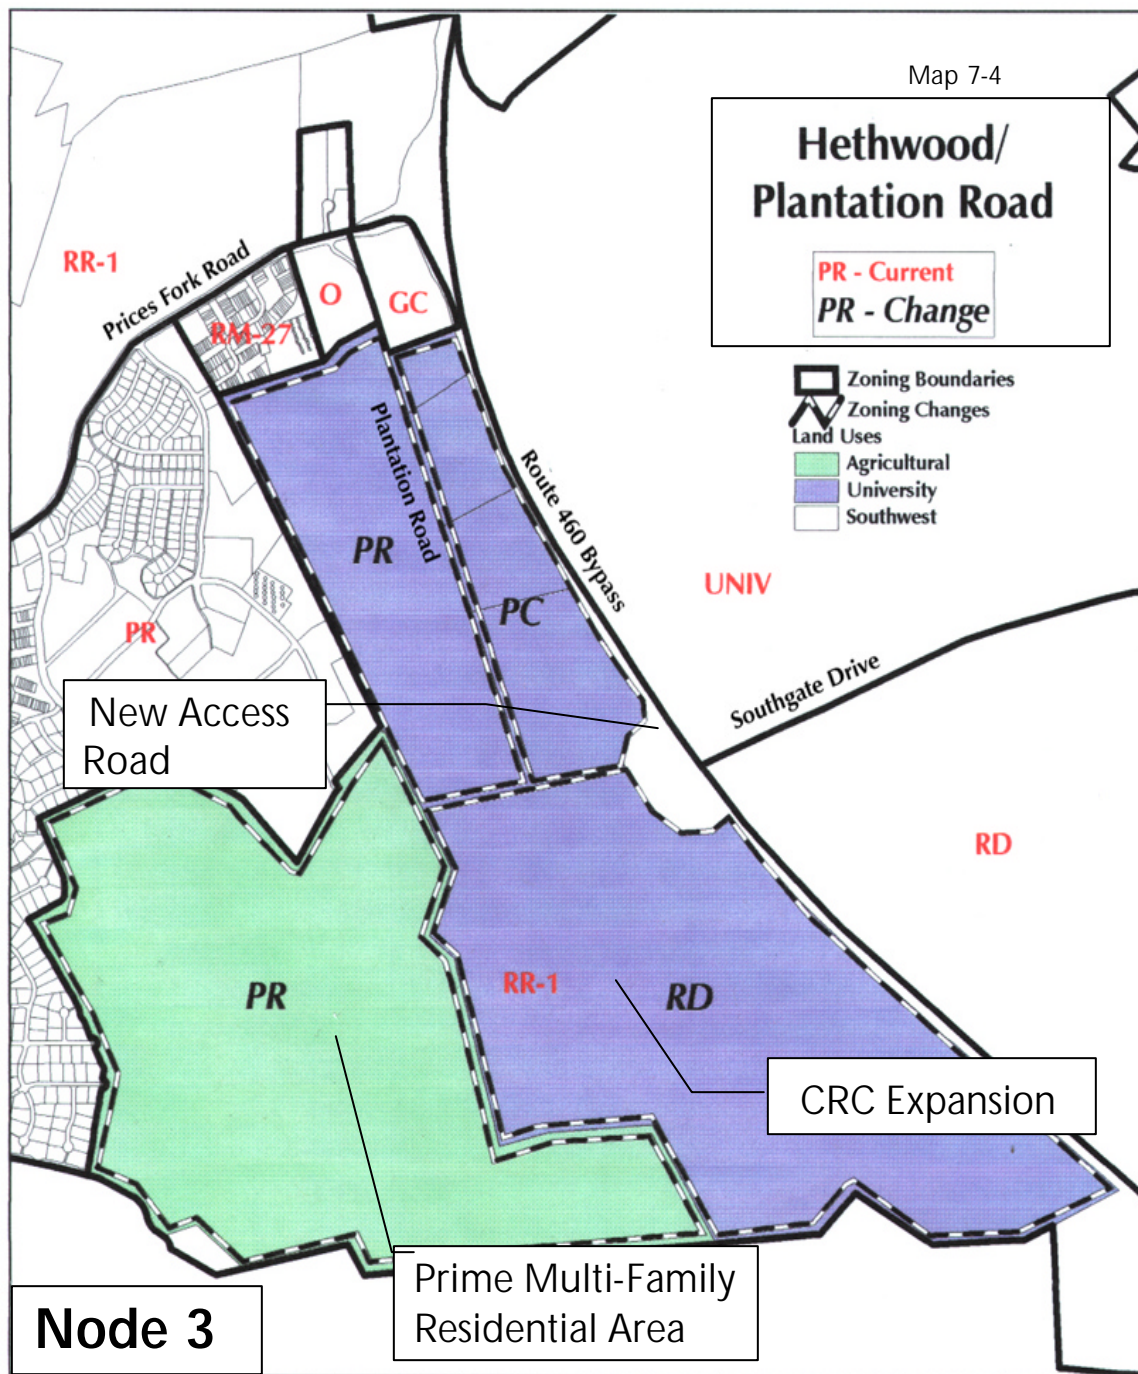 Map 7-4
Hethwood/
Plantation Road
PR - Current
PR - Change
Zoning Boundaries
Zoning Changes
Land Uses
Agricultural
University
Southwest
RR-1
Prices Fork Road
RM-27
O
GC
Plantation Road
Route 460 Bypass
PR
PC
UNIV
PR
Southgate Drive
New Access
Road
RD
PR
RR-1
RD
CRC Expansion
Prime Multi-Family
Residential Area
Node 3